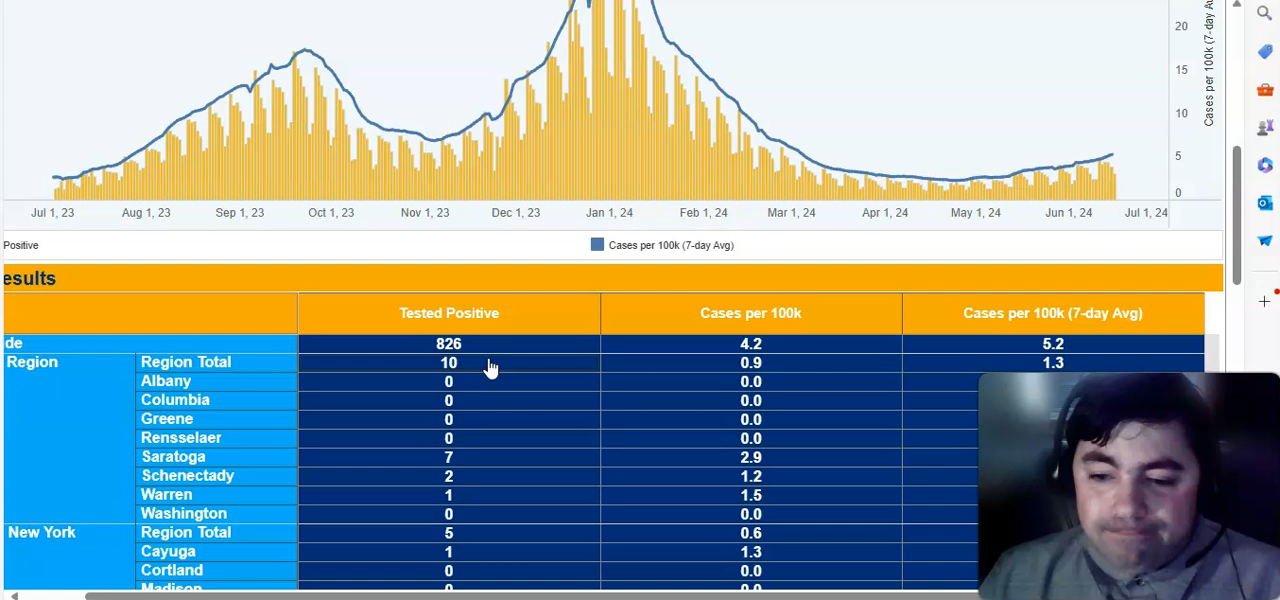 20
15
10
5
0
Cases per 100k (7-day Av
Jul 1, 23 Aug 1, 23 Sep 1, 23 Oct 1, 23 Nov 1, 23 Dec 1, 23 Jan 1, 24 Feb 1, 24 Mar 1, 24 Apr 1, 24 May 1, 24 Jun 1, 24 Jul 1, 24
Positive Cases per 100k (7-day Avg)
esults
Tested Positive Cases per 100k Cases per 100k (7-day Avg)
de 826 4.2 5.2
Region Region Total 10 0.9 1.3
Albany 0 0.0
Columbia 0 0.0
Greene 0 0.0
Rensselaer 0 0.0
Saratoga 7 2.9
Schenectady 2 1.2
Warren 1 1.5
Washington 0 0.0
New York Region Total 5 0.6
Cayuga 1 1.3
Cortland 0 0.0
Madison 0 0.0